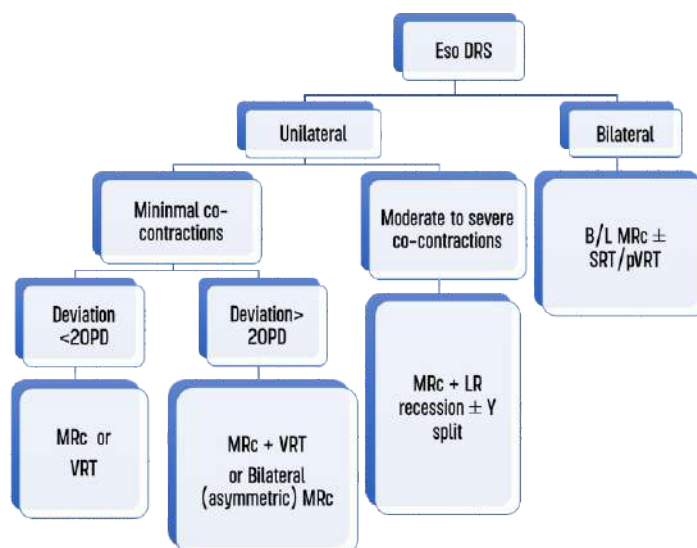 Eso DRS
Unilateral
Bilateral
Mininmal co-
contractions
Moderate to severe
co-contractions
B/L MRc ±
SRT/pVRT
Deviation
<20PD
Deviation>
20PD
MRc or
VRT
MRc + VRT
or Bilateral
(asymmetric) MRc
MRc + LR
recession ± Y
split